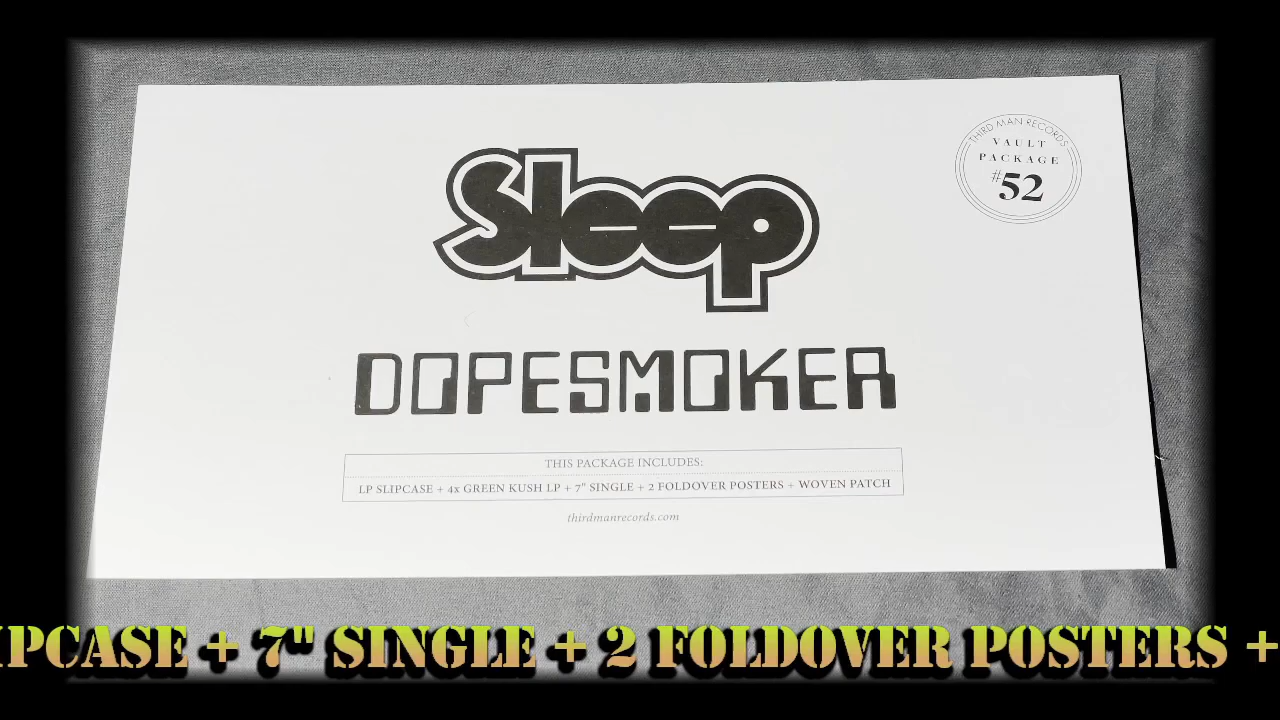 THIRD MAN RECORDS
VAULT
PACKAGE
#52
Sleep
DOPESMOKER
THIS PACKAGE INCLUDES:
LP SLIPCASE + 4x GREEN KUSH LP + 7" SINGLE + 2 FOLDOVER POSTERS + WOVEN PATCH
thirdmanrecords.com
IPCASE + 7" SINGLE + 2 FOLDOVER POSTERS +